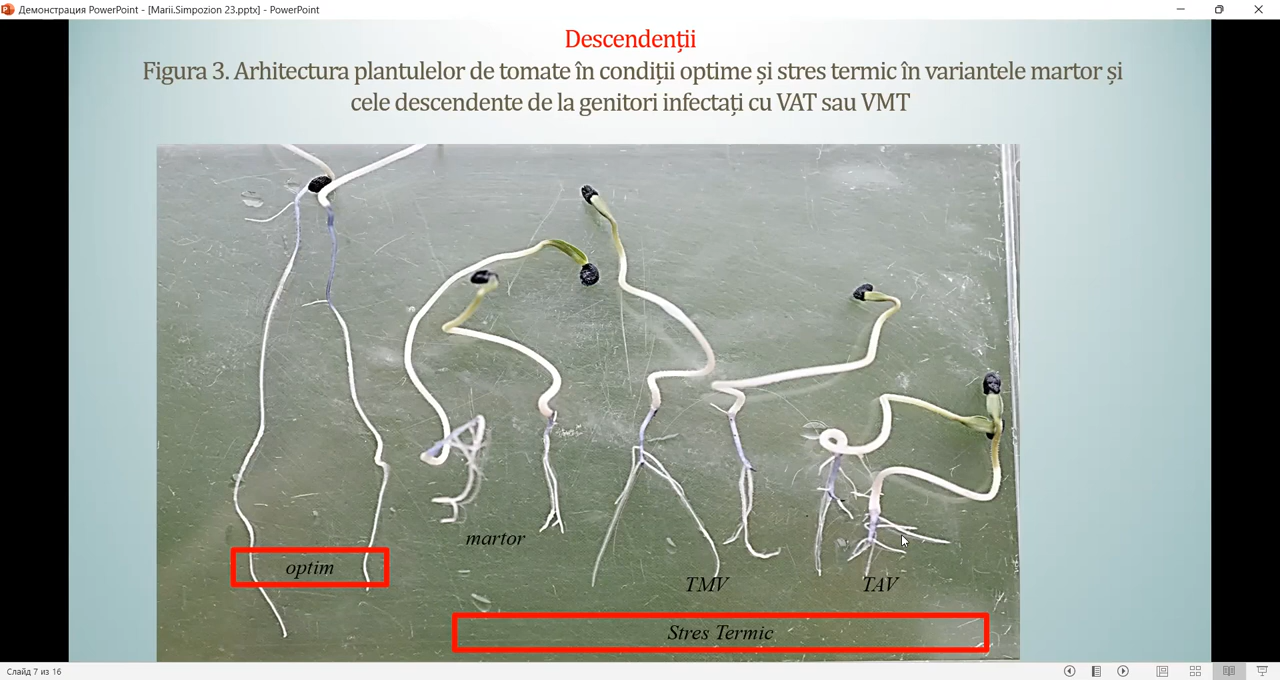 Демонстрация PowerPoint - [Marii.Simpozion 23.pptx] - PowerPoint
Descendenții
Figura 3. Arhitectura plantulelor de tomate în condiții optime și stres termic în variantele martor și
cele descendente de la genitori infectați cu VAT sau VMT
martor
optim
TMV
TAV
Stres Termic
Слайд 7 из 16